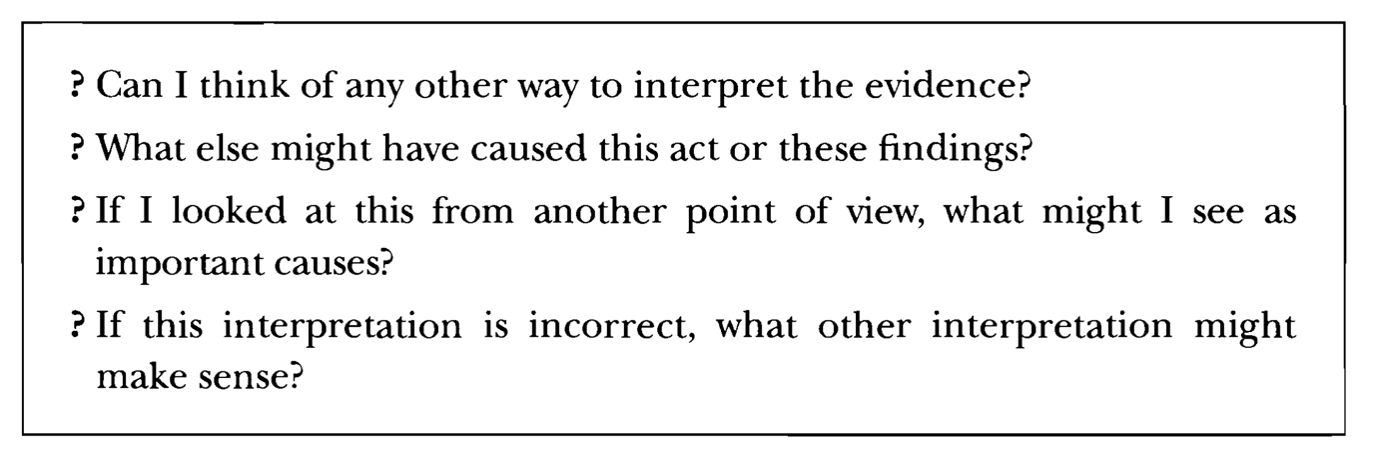 ? Can I think of any other way to interpret the evidence?
? What else might have caused this act or these findings?
? If I looked at this from another point of view, what might I see as
important causes?
? If this interpretation is incorrect, what other interpretation might
make sense?